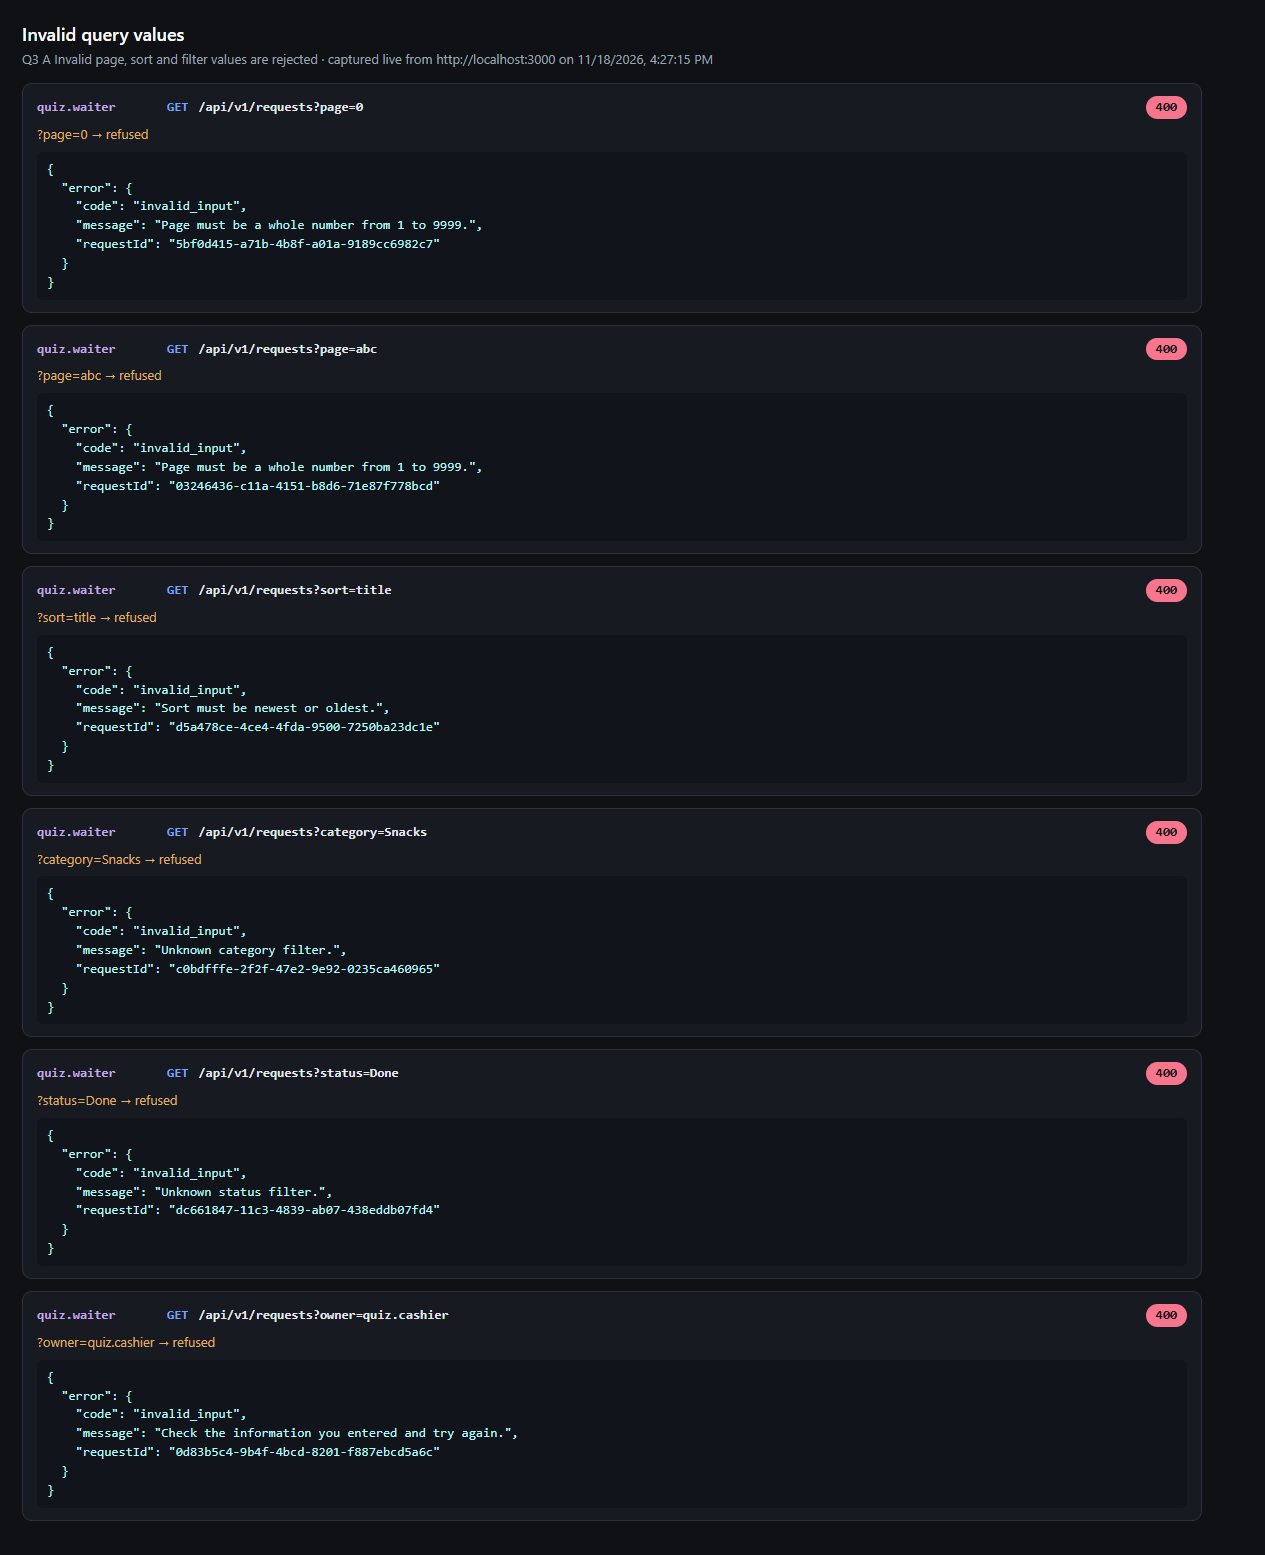 Invalid query values
Q3 A Invalid page, sort and filter values are rejected · captured live from http://localhost:3000 on 11/18/2026, 4:27:15 PM
quiz.waiter GET /api/v1/requests?page=0 400
?page=0 → refused
{
  "error": {
    "code": "invalid_input",
    "message": "Page must be a whole number from 1 to 9999.",
    "requestId": "5bf0d415-a71b-4b8f-a01a-9189cc6982c7"
  }
}
quiz.waiter GET /api/v1/requests?page=abc 400
?page=abc → refused
{
  "error": {
    "code": "invalid_input",
    "message": "Page must be a whole number from 1 to 9999.",
    "requestId": "03246436-c11a-4151-b8d6-71e87f778bcd"
  }
}
quiz.waiter GET /api/v1/requests?sort=title 400
?sort=title → refused
{
  "error": {
    "code": "invalid_input",
    "message": "Sort must be newest or oldest.",
    "requestId": "d5a478ce-4ce4-4fda-9500-7250ba23dc1e"
  }
}
quiz.waiter GET /api/v1/requests?category=Snacks 400
?category=Snacks → refused
{
  "error": {
    "code": "invalid_input",
    "message": "Unknown category filter.",
    "requestId": "c0bdfffe-2f2f-47e2-9e92-0235ca460965"
  }
}
quiz.waiter GET /api/v1/requests?status=Done 400
?status=Done → refused
{
  "error": {
    "code": "invalid_input",
    "message": "Unknown status filter.",
    "requestId": "dc661847-11c3-4839-ab07-438eddb07fd4"
  }
}
quiz.waiter GET /api/v1/requests?owner=quiz.cashier 400
?owner=quiz.cashier → refused
{
  "error": {
    "code": "invalid_input",
    "message": "Check the information you entered and try again.",
    "requestId": "0d83b5c4-9b4f-4bcd-8201-f887ebcd5a6c"
  }
}